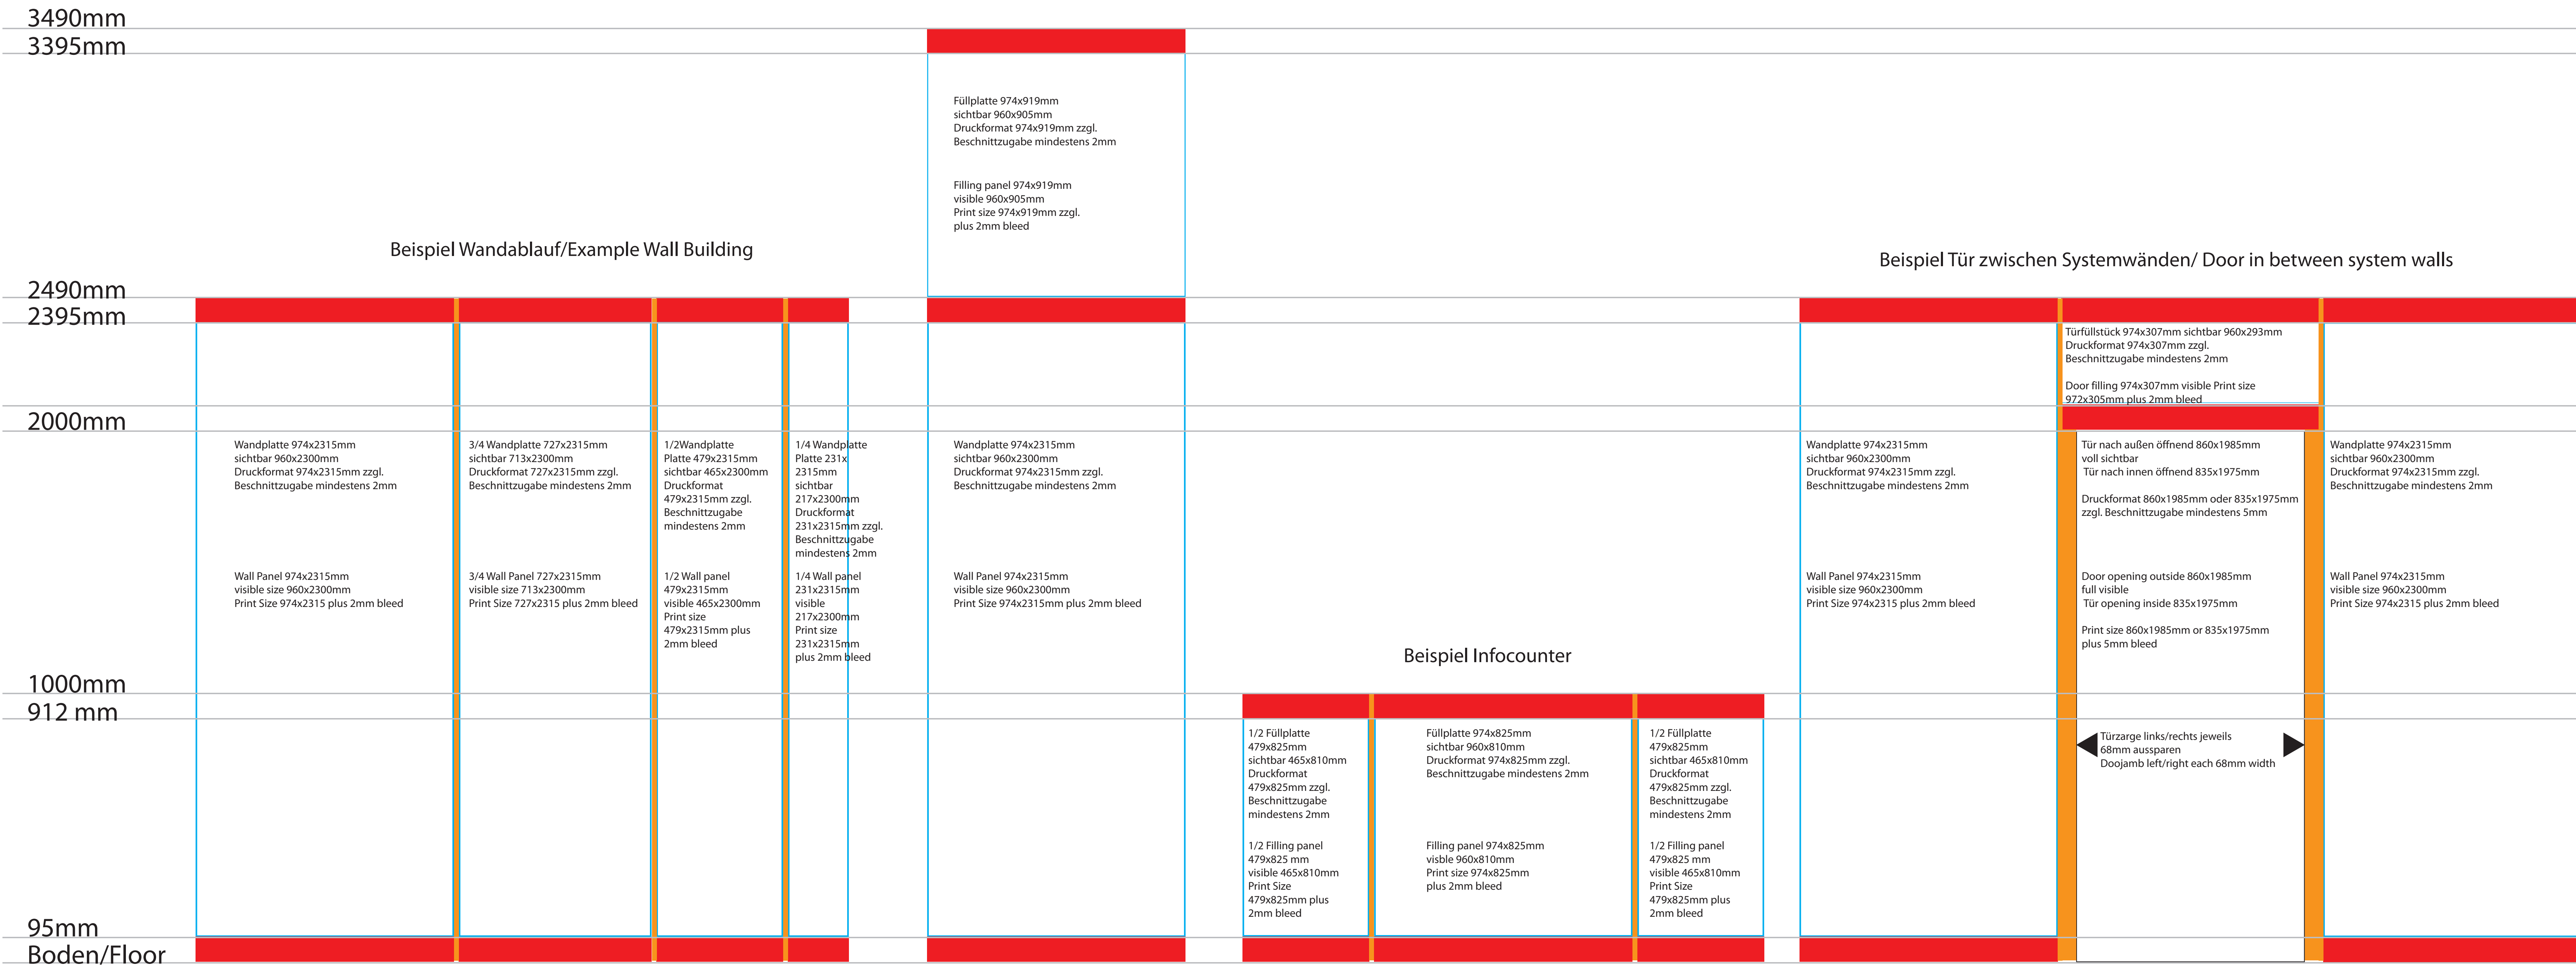 3490mm
3395mm
Füllplatte 974x919mm
sichtbar 960x905mm
Druckformat 974x919mm zzgl.
Beschnittzugabe mindestens 2mm
Filling panel 974x919mm
visible 960x905mm
Print size 974x919mm zzgl.
plus 2mm bleed
Beispiel Wandablauf/Example Wall Building
Beispiel Tür zwischen Systemwänden/ Door in between system walls
2490mm
2395mm
Türfüllstück 974x307mm sichtbar 960x293mm
Druckformat 974x307mm zzgl.
Beschnittzugabe mindestens 2mm
Door filling 974x307mm visible Print size
972x305mm plus 2mm bleed
2000mm
Wandplatte 974x2315mm
sichtbar 960x2300mm
Druckformat 974x2315mm zzgl.
Beschnittzugabe mindestens 2mm
Wall Panel 974x2315mm
visible size 960x2300mm
Print Size 974x2315 plus 2mm bleed
3/4 Wandplatte 727x2315mm
sichtbar 713x2300mm
Druckformat 727x2315mm zzgl.
Beschnittzugabe mindestens 2mm
3/4 Wall Panel 727x2315mm
visible size 713x2300mm
Print Size 727x2315 plus 2mm bleed
1/2Wandplatte
Platte 479x2315mm
sichtbar 465x2300mm
Druckformat
479x2315mm zzgl.
Beschnittzugabe
mindestens 2mm
1/2 Wall panel
479x2315mm
visible 465x2300mm
Print size
479x2315mm plus
2mm bleed
1/4 Wandplatte
Platte 231x
2315mm
sichtbar
217x2300mm
Druckformat
231x2315mm zzgl.
Beschnittzugabe
mindestens 2mm
1/4 Wall panel
231x2315mm
visible
217x2300mm
Print size
231x2315mm
plus 2mm bleed
Wandplatte 974x2315mm
sichtbar 960x2300mm
Druckformat 974x2315mm zzgl.
Beschnittzugabe mindestens 2mm
Wall Panel 974x2315mm
visible size 960x2300mm
Print Size 974x2315mm plus 2mm bleed
Wandplatte 974x2315mm
sichtbar 960x2300mm
Druckformat 974x2315mm zzgl.
Beschnittzugabe mindestens 2mm
Wall Panel 974x2315mm
visible size 960x2300mm
Print Size 974x2315 plus 2mm bleed
Tür nach außen öffnend 860x1985mm
voll sichtbar
Tür nach innen öffnend 835x1975mm
Druckformat 860x1985mm oder 835x1975mm
zzgl. Beschnittzugabe mindestens 5mm
Door opening outside 860x1985mm
full visible
Tür opening inside 835x1975mm
Print size 860x1985mm or 835x1975mm
plus 5mm bleed
Wandplatte 974x2315mm
sichtbar 960x2300mm
Druckformat 974x2315mm zzgl.
Beschnittzugabe mindestens 2mm
Wall Panel 974x2315mm
visible size 960x2300mm
Print Size 974x2315 plus 2mm bleed
Beispiel Infocounter
1000mm
912 mm
1/2 Füllplatte
479x825mm
sichtbar 465x810mm
Druckformat
479x825mm zzgl.
Beschnittzugabe
mindestens 2mm
1/2 Filling panel
479x825 mm
visible 465x810mm
Print Size
479x825mm plus
2mm bleed
Füllplatte 974x825mm
sichtbar 960x810mm
Druckformat 974x825mm zzgl.
Beschnittzugabe mindestens 2mm
Filling panel 974x825mm
visble 960x810mm
Print size 974x825mm
plus 2mm bleed
1/2 Füllplatte
479x825mm
sichtbar 465x810mm
Druckformat
479x825mm zzgl.
Beschnittzugabe
mindestens 2mm
1/2 Filling panel
479x825 mm
visible 465x810mm
Print Size
479x825mm plus
2mm bleed
Türzarge links/rechts jeweils
68mm aussparen
Doojamb left/right each 68mm width
95mm
Boden/Floor